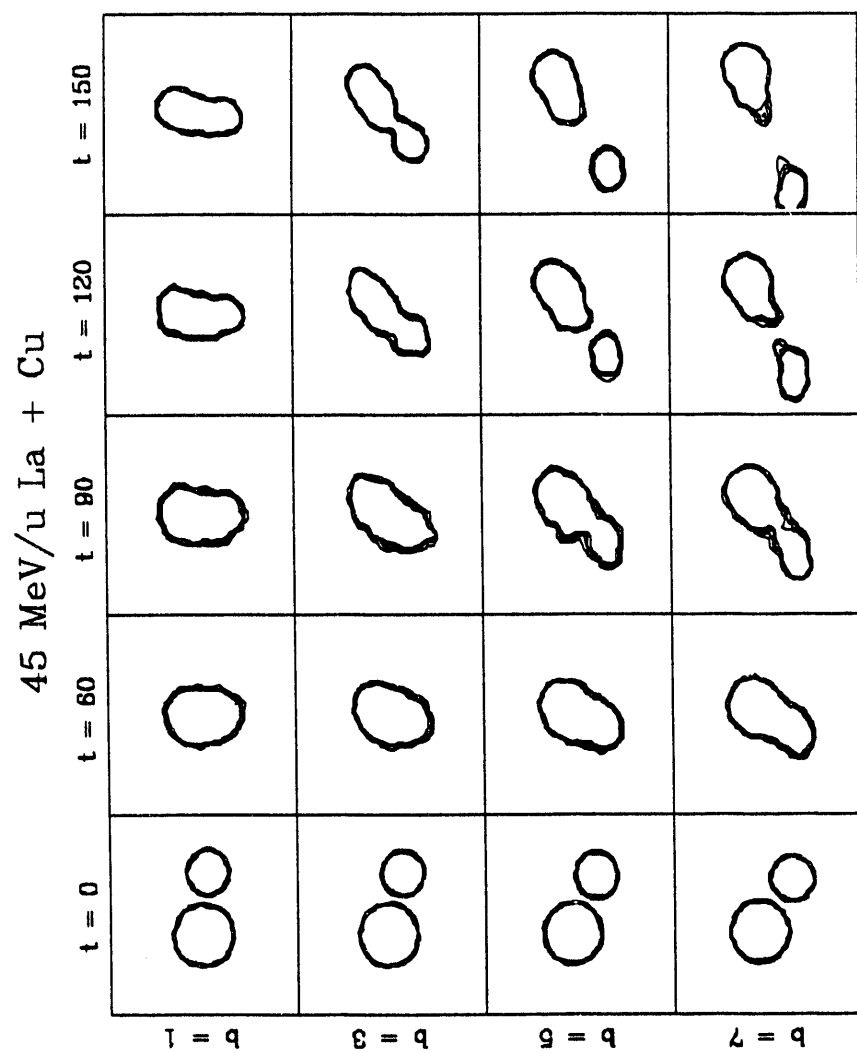 45 MeV/u La + Cu
t = 0 t = 60 t = 90 t = 120 t = 150
b = 1
b = 3
b = 5
b = 7